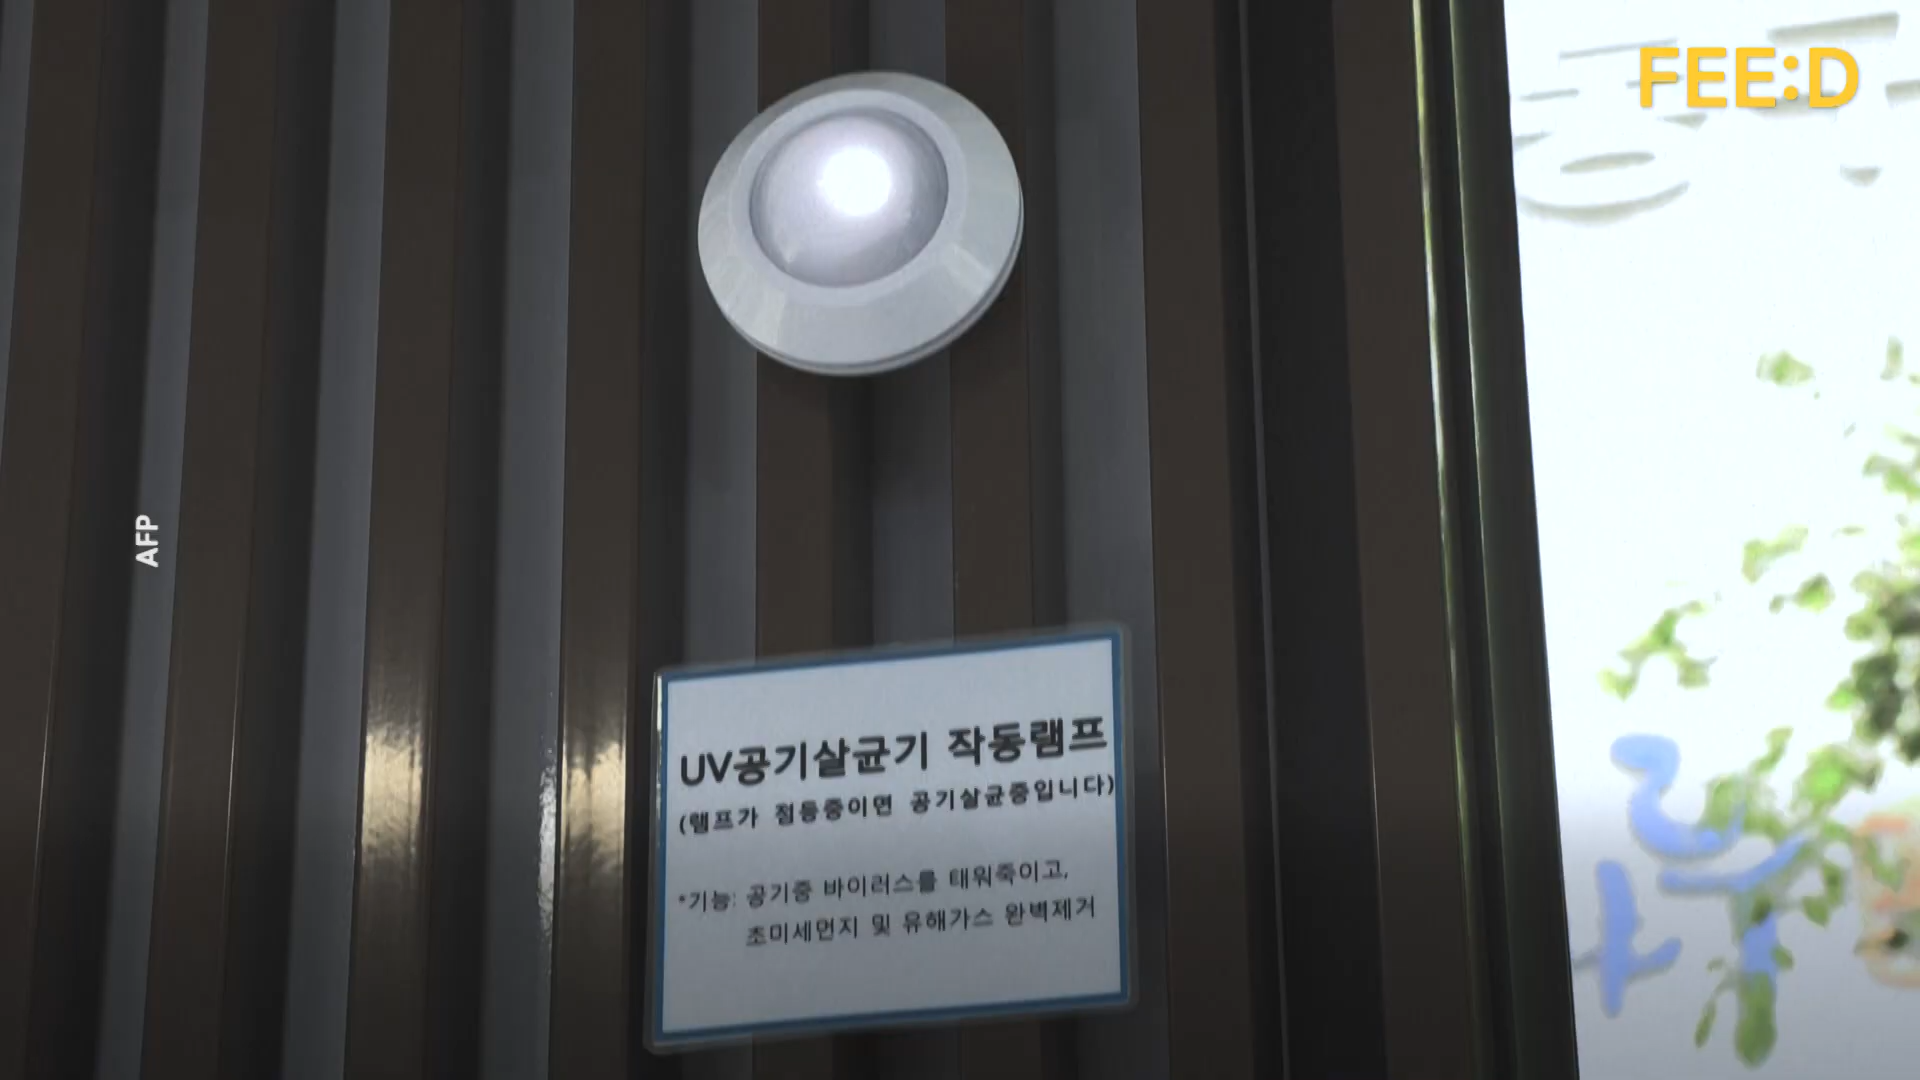 FEE:D
AFP
UV공기살균기 작동램프
(램프가 점등중이면 공기살균중입니다)
*기능: 공기중 바이러스를 태워죽이고,
초미세먼지 및 유해가스 완벽제거